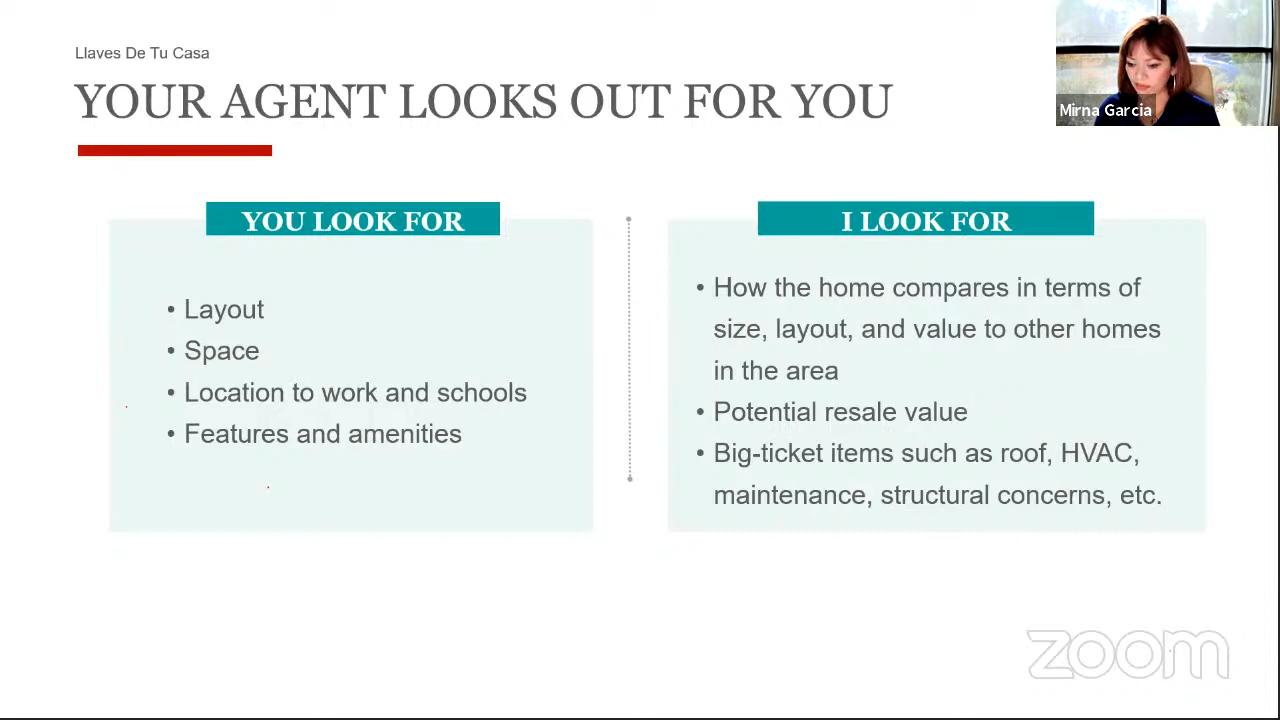 Llaves De Tu Casa
YOUR AGENT LOOKS OUT FOR YOU
Mirna Garcia
YOU LOOK FOR
• Layout
• Space
• Location to work and schools
• Features and amenities
I LOOK FOR
• How the home compares in terms of
size, layout, and value to other homes
in the area
• Potential resale value
• Big-ticket items such as roof, HVAC,
maintenance, structural concerns, etc.
zoom